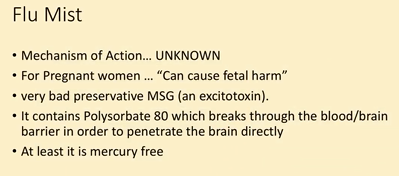 Flu Mist
• Mechanism of Action... UNKNOWN
• For Pregnant women ... “Can cause fetal harm”
• very bad preservative MSG (an excitotoxin).
• It contains Polysorbate 80 which breaks through the blood/brain
barrier in order to penetrate the brain directly
• At least it is mercury free